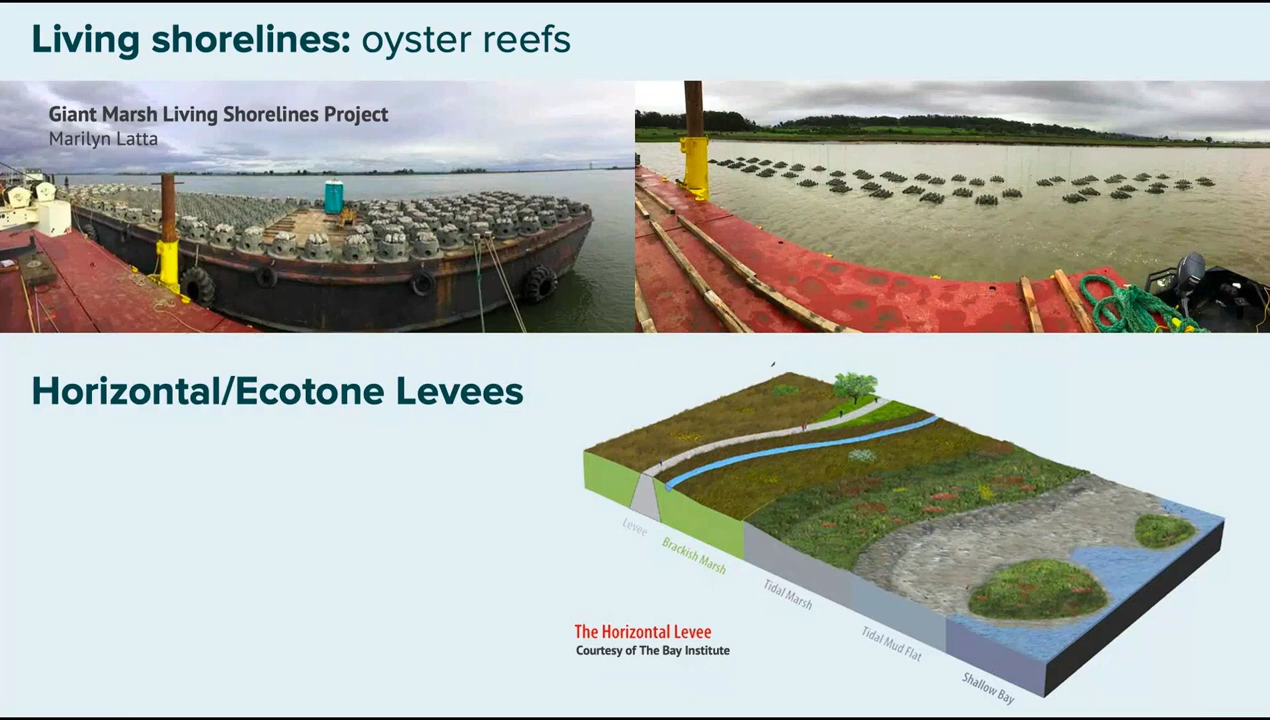 Living shorelines: oyster reefs
Giant Marsh Living Shorelines Project
Marilyn Latta
Horizontal/Ecotone Levees
Levee
Brackish Marsh
Tidal Marsh
Tidal Mud Flat
Shallow Bay
The Horizontal Levee
Courtesy of The Bay Institute